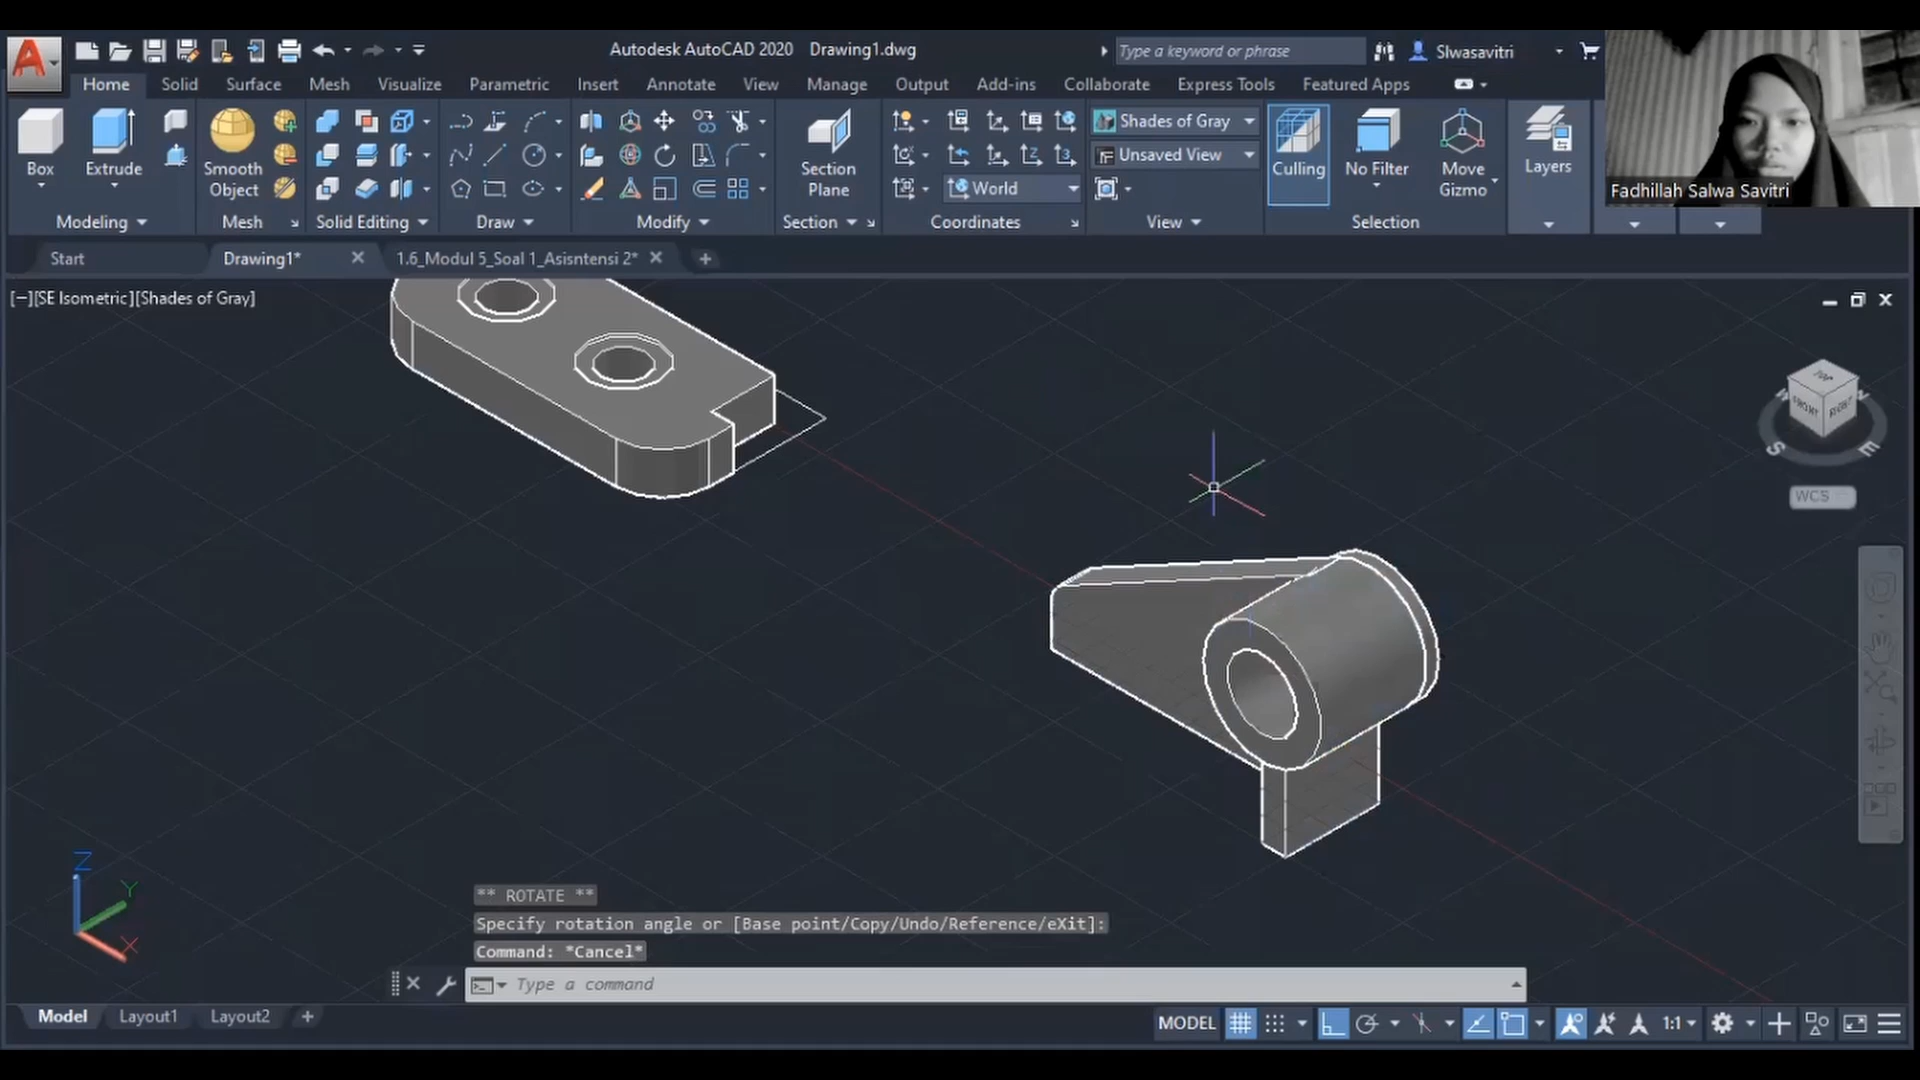 Autodesk AutoCAD 2020 Drawing1.dwg
Type a keyword or phrase
Slwasavitri
Home Solid Surface Mesh Visualize Parametric Insert Annotate View Manage Output Add-ins Collaborate Express Tools Featured Apps
Box
Extrude
Smooth
Object
Section
Plane
World
Shades of Gray
Unsaved View
Culling
No Filter
Move
Gizmo
Layers
Modeling Mesh Solid Editing Draw Modify Section Coordinates View Selection
Fadhillah Salwa Savitri
Start Drawing1* 1.6_Modul 5_Soal 1_Asisntensi 2*
[−][SE Isometric][Shades of Gray]
TOP
FRONT
RIGHT
S
E
WCS
Z
Y
X
** ROTATE **
Specify rotation angle or [Base point/Copy/Undo/Reference/eXit]:
Command: *Cancel*
Type a command
Model Layout1 Layout2
MODEL
1:1